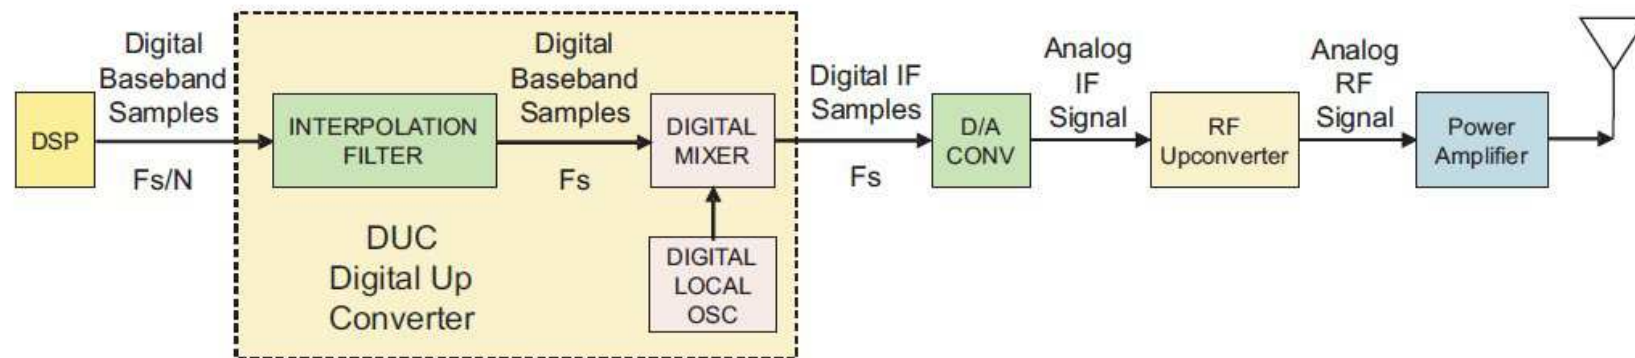 DSP
Digital
Baseband
Samples
Fs/N
INTERPOLATION
FILTER
Digital
Baseband
Samples
Fs
DIGITAL
MIXER
DIGITAL
LOCAL
OSC
DUC
Digital Up
Converter
Digital IF
Samples
Fs
D/A
CONV
Analog
IF
Signal
RF
Upconverter
Analog
RF
Signal
Power
Amplifier